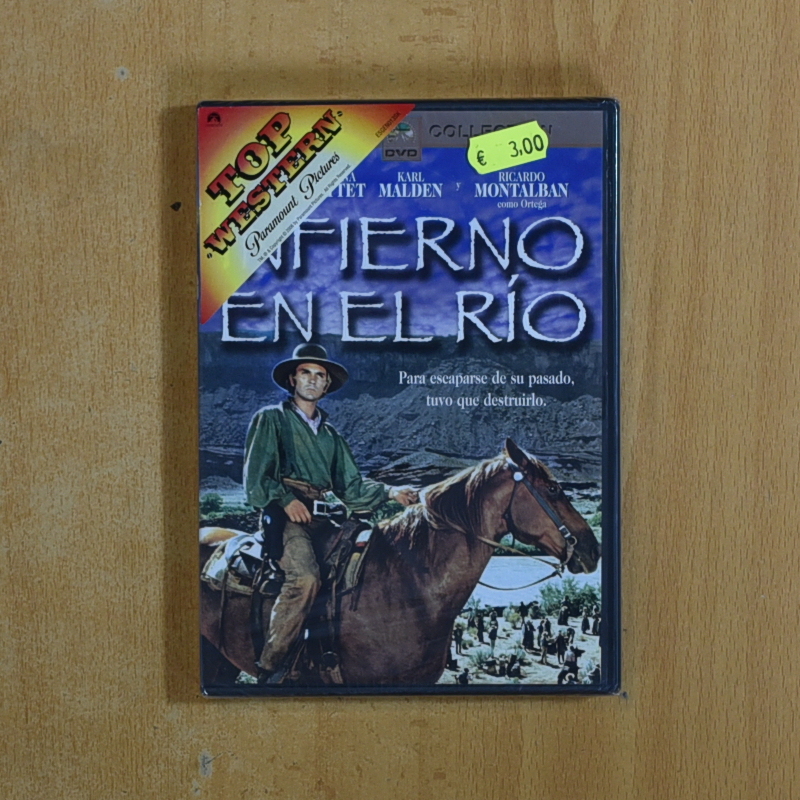 TOP
WESTERN
Paramount Pictures
DVD
COLLECTION
€ 3,00
KARL
MALDEN
y
RICARDO
MONTALBAN
como Ortega
NFIERNO
EN EL RÍO
Para escaparse de su pasado,
tuvo que destruirlo.